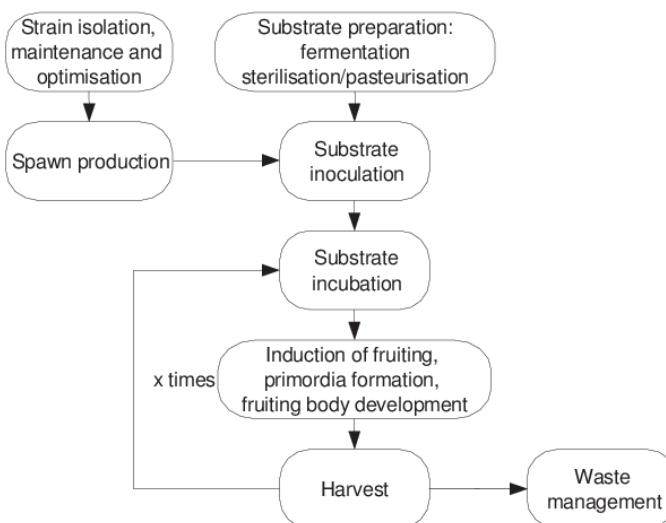 Strain isolation,
maintenance and
optimisation
Substrate preparation:
fermentation
sterilisation/pasteurisation
Spawn production
Substrate
inoculation
Substrate
incubation
x times
Induction of fruiting,
primordia formation,
fruiting body development
Harvest
Waste
management